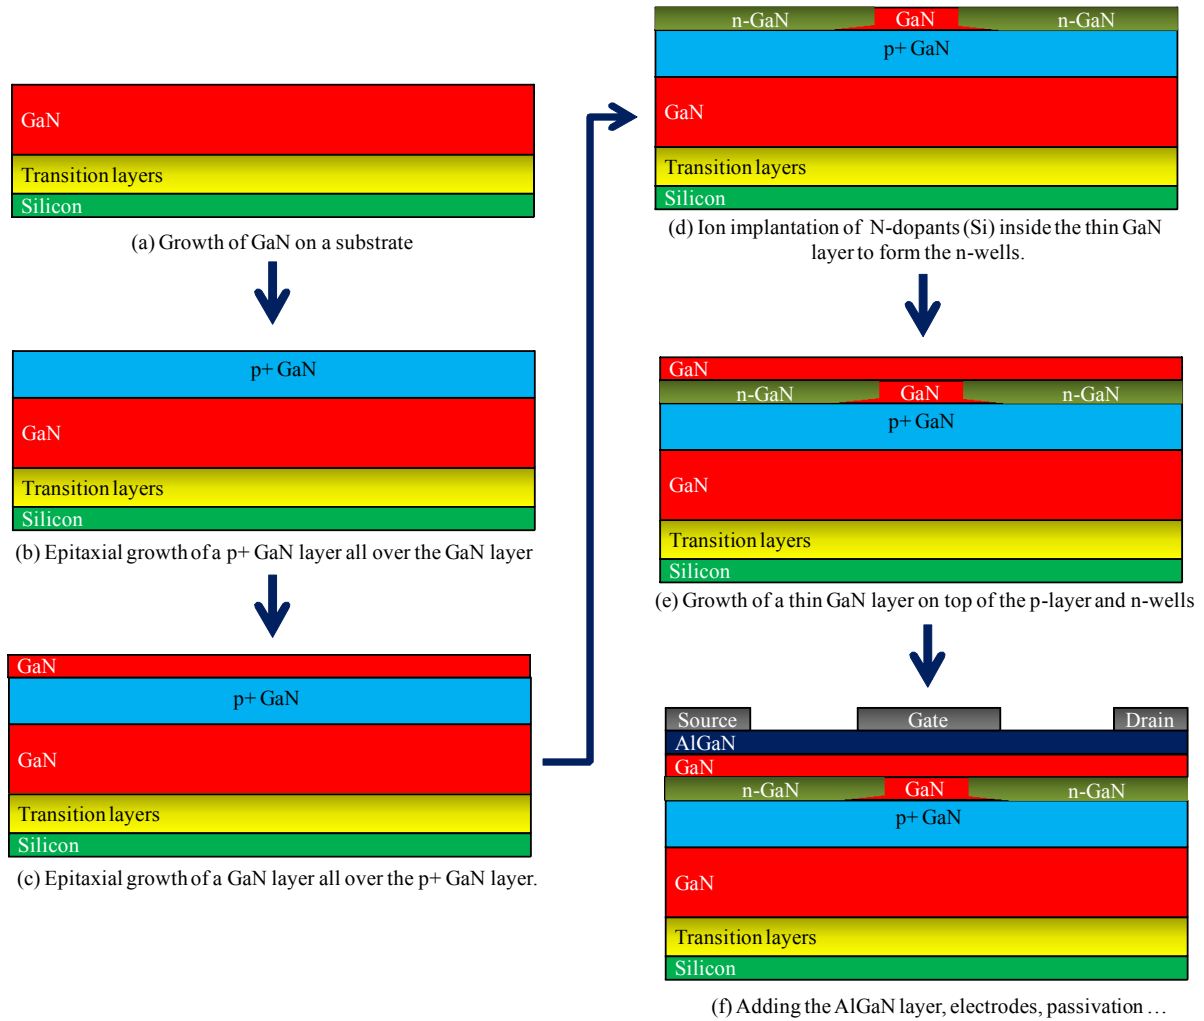 GaN
Transition layers
Silicon
(a) Growth of GaN on a substrate
p+ GaN
GaN
Transition layers
Silicon
(b) Epitaxial growth of a p+ GaN layer all over the GaN layer
GaN
p+ GaN
GaN
Transition layers
Silicon
(c) Epitaxial growth of a GaN layer all over the p+ GaN layer.
n-GaN GaN n-GaN
p+ GaN
GaN
Transition layers
Silicon
(d) Ion implantation of N-dopants (Si) inside the thin GaN
layer to form the n-wells.
GaN
n-GaN GaN n-GaN
p+ GaN
GaN
Transition layers
Silicon
(e) Growth of a thin GaN layer on top of the p-layer and n-wells
Source Gate Drain
AlGaN
GaN
n-GaN GaN n-GaN
p+ GaN
GaN
Transition layers
Silicon
(f) Adding the AlGaN layer, electrodes, passivation …